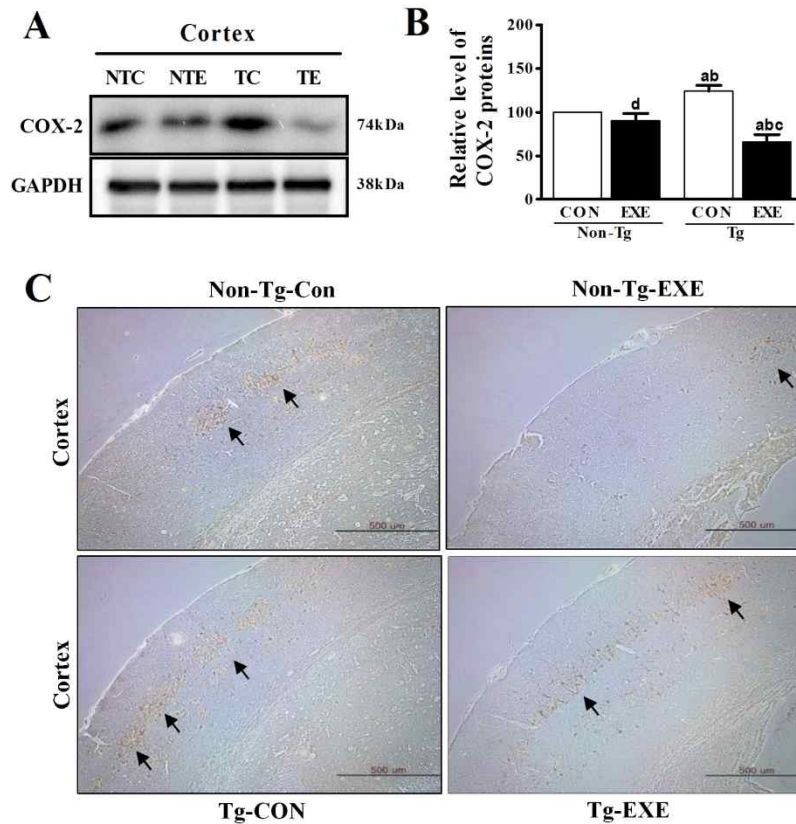 A
Cortex
NTC NTE TC TE
COX-2
74kDa
GAPDH
38kDa
B
Relative level of
COX-2 proteins
200
150
100
50
0
d
ab
abc
CON EXE CON EXE
Non-Tg Tg
C
Non-Tg-Con Non-Tg-EXE
Cortex
500 um
500 um
Cortex
500 um
500 um
Tg-CON Tg-EXE